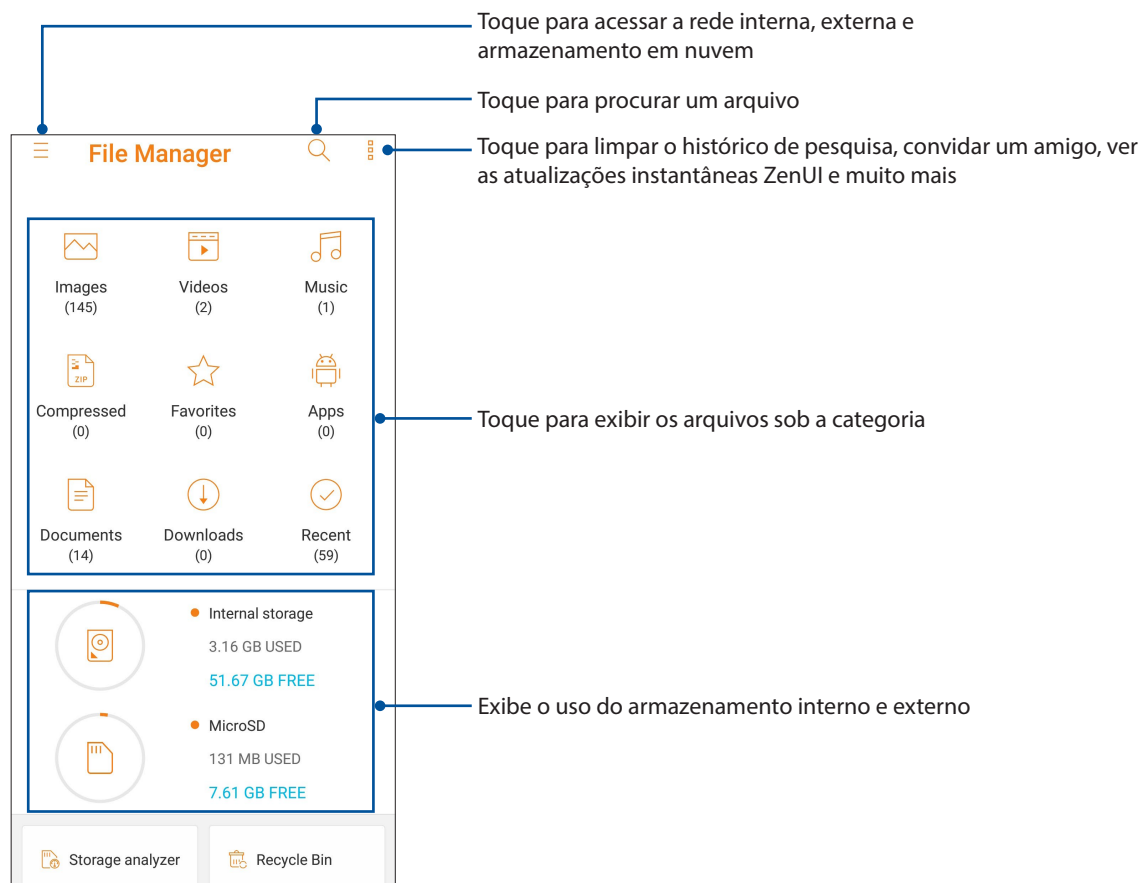 Toque para acessar a rede interna, externa e
armazenamento em nuvem
Toque para procurar um arquivo
Toque para limpar o histórico de pesquisa, convidar um amigo, ver
as atualizações instantâneas ZenUI e muito mais
File Manager
Images
(145)
Videos
(2)
Music
(1)
ZIP
Compressed
(0)
Favorites
(0)
Apps
(0)
Toque para exibir os arquivos sob a categoria
Documents
(14)
Downloads
(0)
Recent
(59)
Internal storage
3.16 GB USED
51.67 GB FREE
MicroSD
131 MB USED
7.61 GB FREE
Exibe o uso do armazenamento interno e externo
Storage analyzer
Recycle Bin